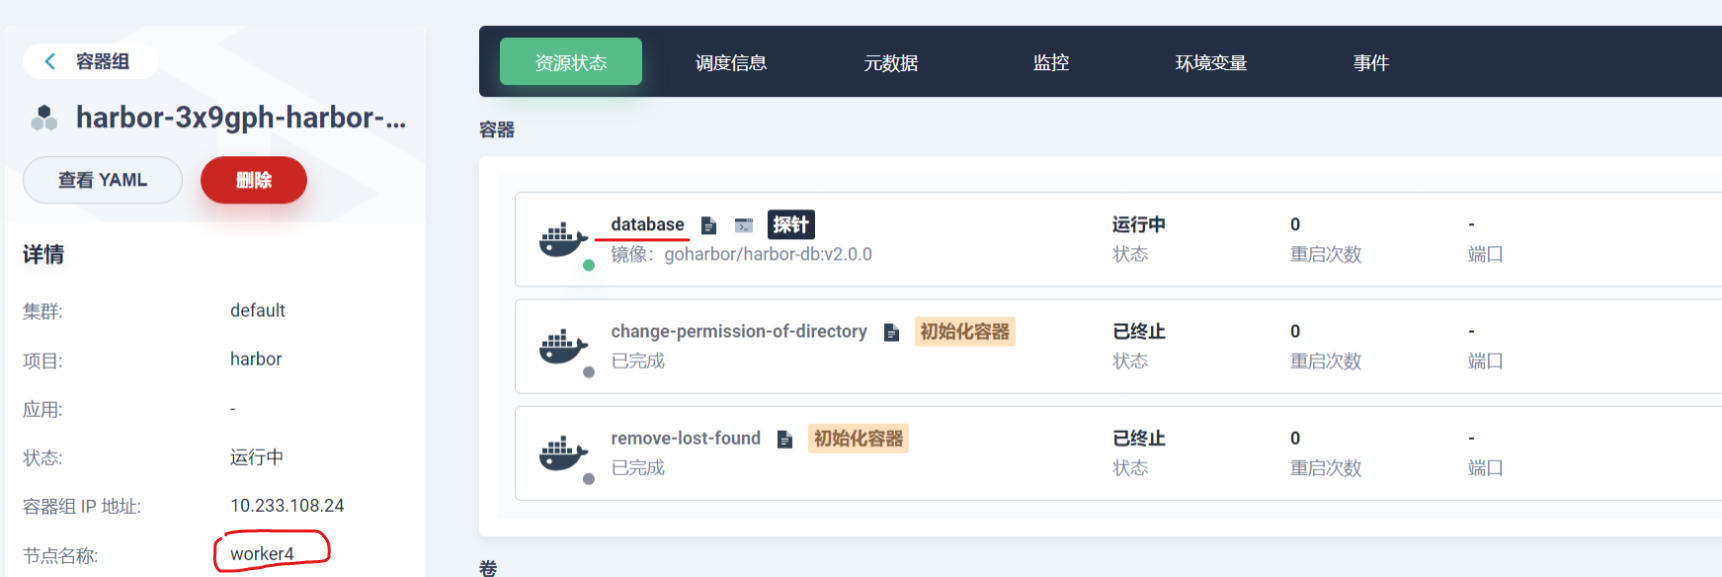 容器组
harbor-3x9gph-harbor-...
查看 YAML 删除
详情
集群: default
项目: harbor
应用: -
状态: 运行中
容器组 IP 地址: 10.233.108.24
节点名称: worker4
资源状态 调度信息 元数据 监控 环境变量 事件
容器
database 探针 运行中 0 -
镜像: goharbor/harbor-db:v2.0.0 状态 重启次数 端口
change-permission-of-directory 初始化容器 已终止 0 -
已完成 状态 重启次数 端口
remove-lost-found 初始化容器 已终止 0 -
已完成 状态 重启次数 端口
卷